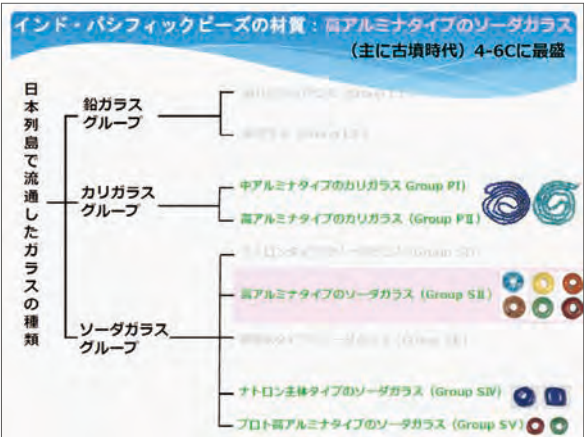 インド・パシフィックビーズの材質：高アルミナタイプのソーダガラス
（主に古墳時代）4-6Cに最盛
日本列島で流通したガラスの種類
鉛ガラス
グループ
カリガラス
グループ
中アルミナタイプのカリガラス Group PI)
高アルミナタイプのカリガラス（Group PⅡ）
ソーダガラス
グループ
高アルミナタイプのソーダガラス（Group SⅡ）
ナトロン主体タイプのソーダガラス（Group SⅣ）
プロト高アルミナタイプのソーダガラス（Group SⅤ）